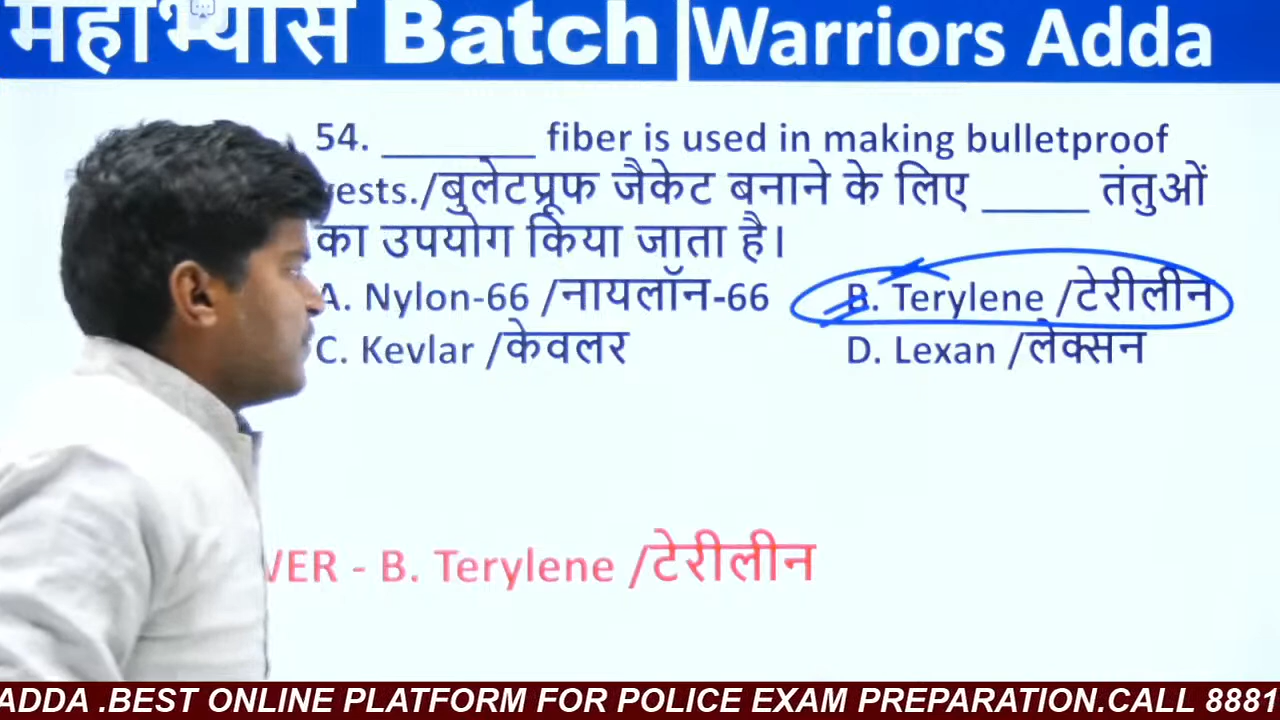 महाभ्यास Batch Warriors Adda
54. _______ fiber is used in making bulletproof
vests./बुलेटप्रूफ जैकेट बनाने के लिए _____ तंतुओं
का उपयोग किया जाता है।
A. Nylon-66 /नायलॉन-66 B. Terylene /टेरीलीन
C. Kevlar /केवलर D. Lexan /लेक्सन
VER - B. Terylene /टेरीलीन
ADDA .BEST ONLINE PLATFORM FOR POLICE EXAM PREPARATION.CALL 8881